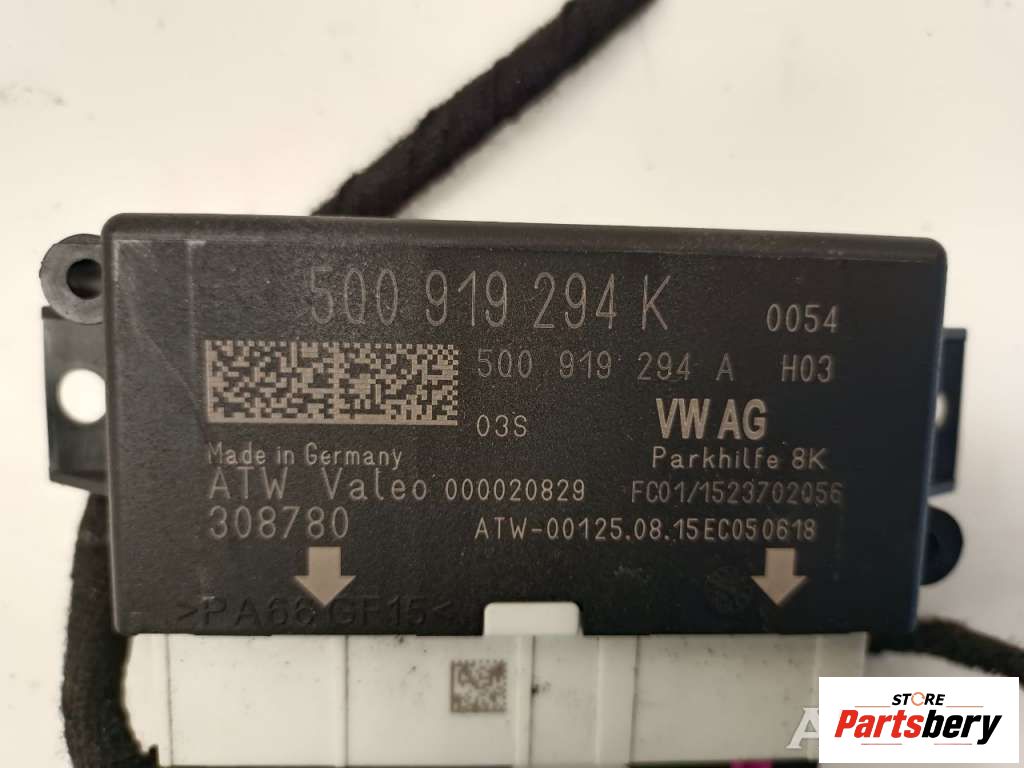 5Q0 919 294 K 0054
5Q0 919 294 A H03
03S VW AG
Made in Germany Parkhilfe 8K
ATW Valeo 000020829 FC01/1523702056
308780 ATW-00125.08.15EC050618
>PA66 GF15<
STORE
Partsbery